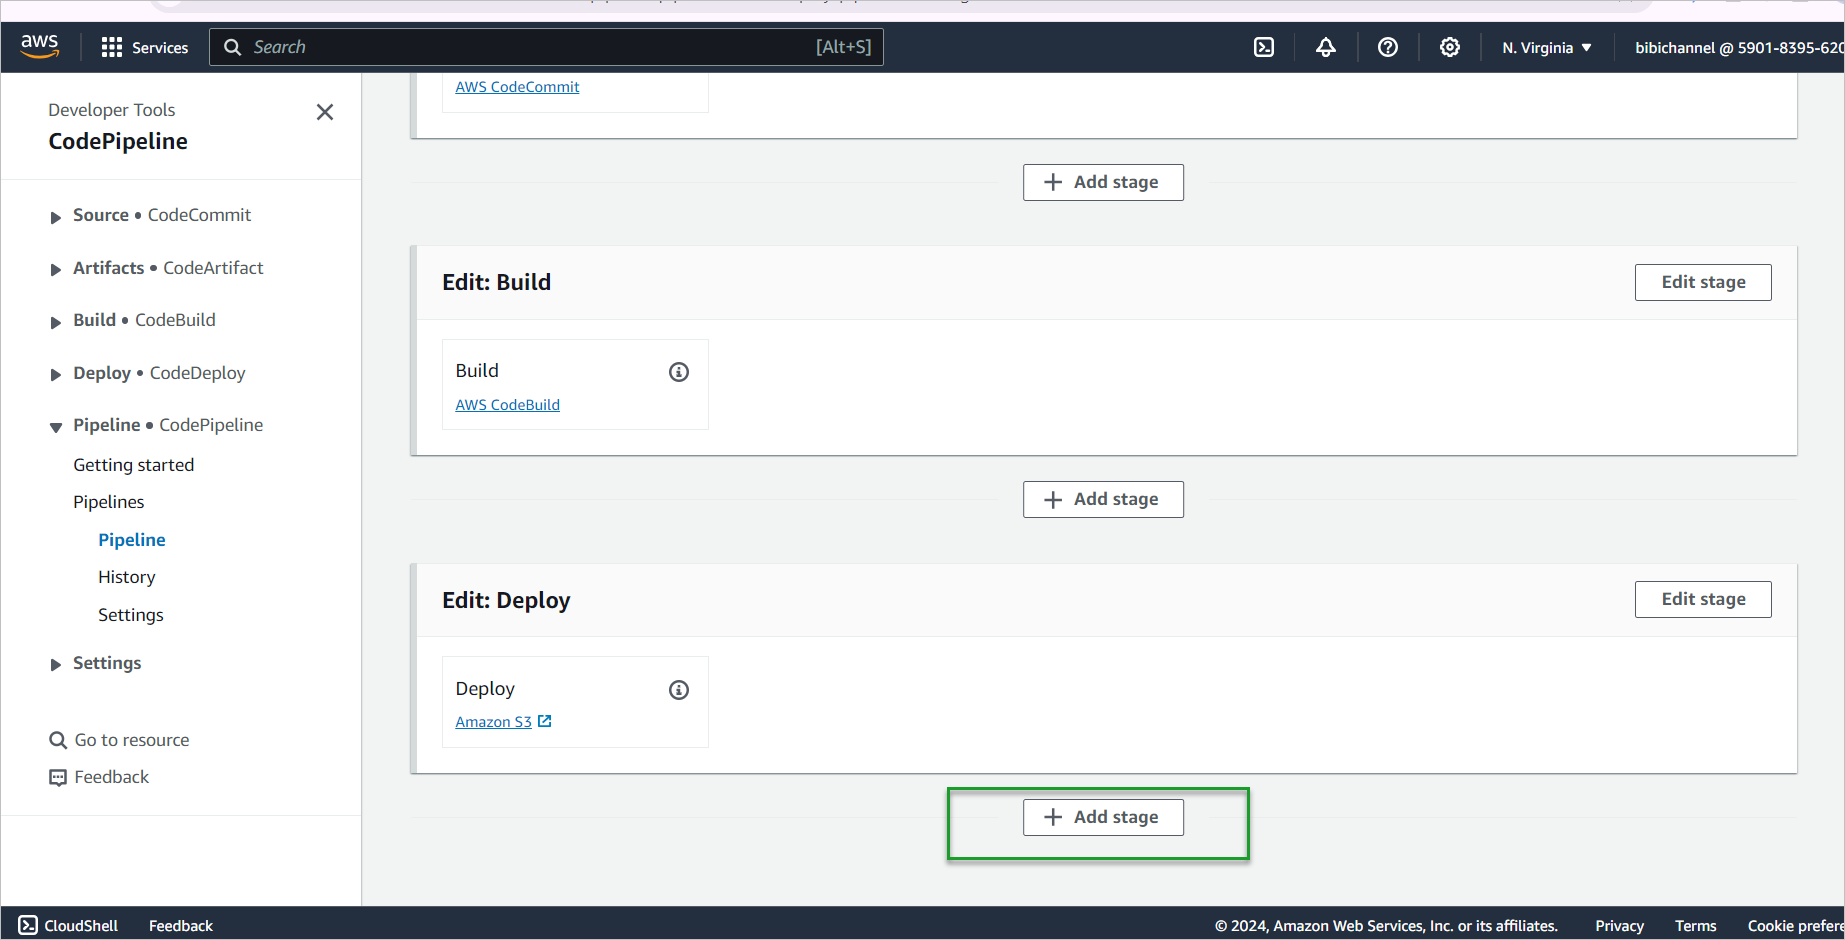 aws
Services
Search
[Alt+S]
N. Virginia
bibichannel @ 5901-8395-620
Developer Tools
CodePipeline
Source • CodeCommit
Artifacts • CodeArtifact
Build • CodeBuild
Deploy • CodeDeploy
Pipeline • CodePipeline
Getting started
Pipelines
Pipeline
History
Settings
Settings
Go to resource
Feedback
AWS CodeCommit
Add stage
Edit: Build
Edit stage
Build
AWS CodeBuild
Add stage
Edit: Deploy
Edit stage
Deploy
Amazon S3
Add stage
CloudShell
Feedback
© 2024, Amazon Web Services, Inc. or its affiliates.
Privacy
Terms
Cookie prefere